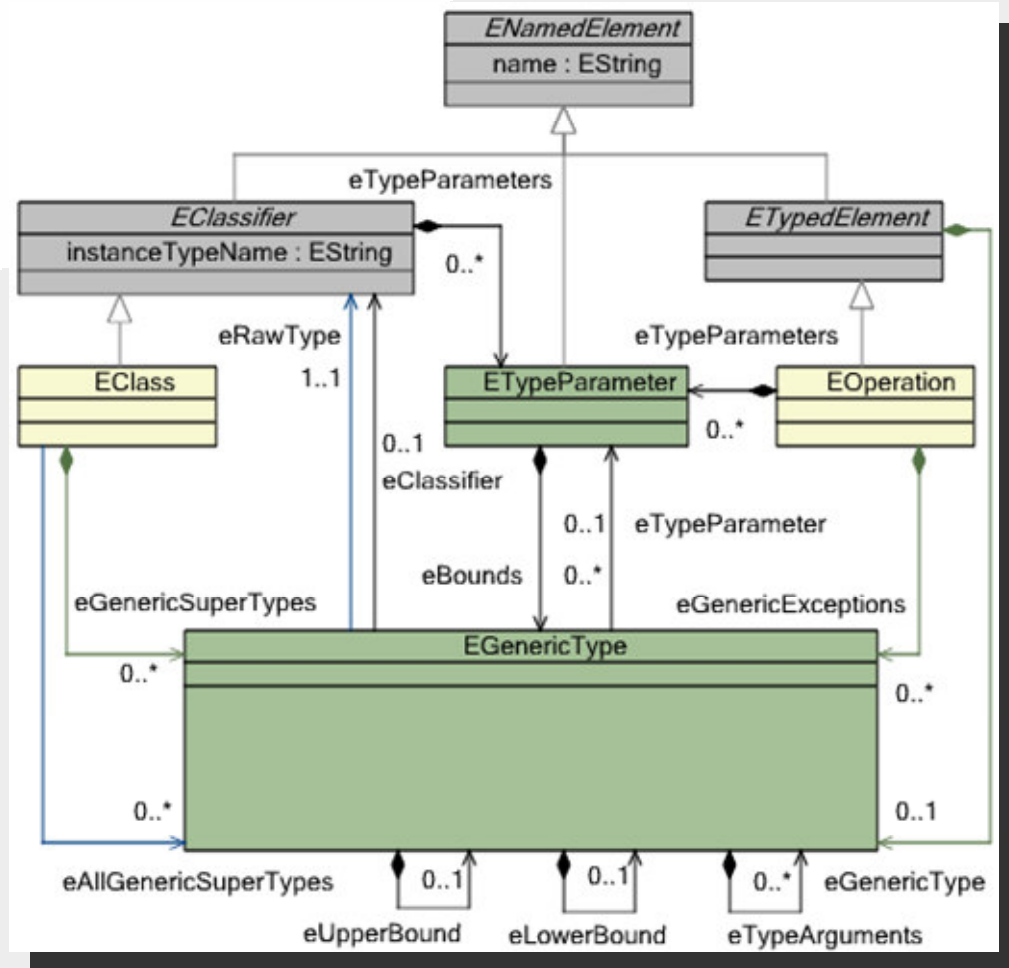 ENamedElement
name : EString
eTypeParameters
EClassifier
instanceTypeName : EString
0..*
ETypedElement
eRawType
1..1
eTypeParameters
EClass
ETypeParameter
EOperation
0..*
0..1
eClassifier
0..1
eTypeParameter
eBounds
0..*
eGenericSuperTypes
0..*
eGenericExceptions
0..*
EGenericType
0..*
0..1
eAllGenericSuperTypes
0..1
eUpperBound
0..1
eLowerBound
0..*
eTypeArguments
eGenericType